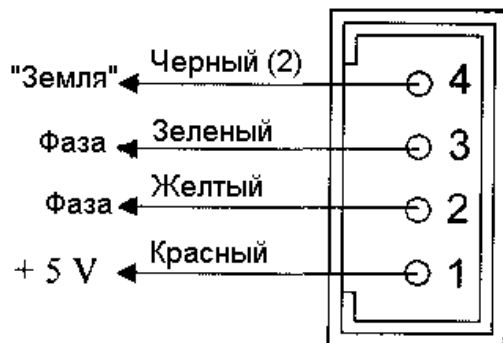 "Земля" Черный (2) 4
Фаза Зеленый 3
Фаза Желтый 2
+ 5 V Красный 1